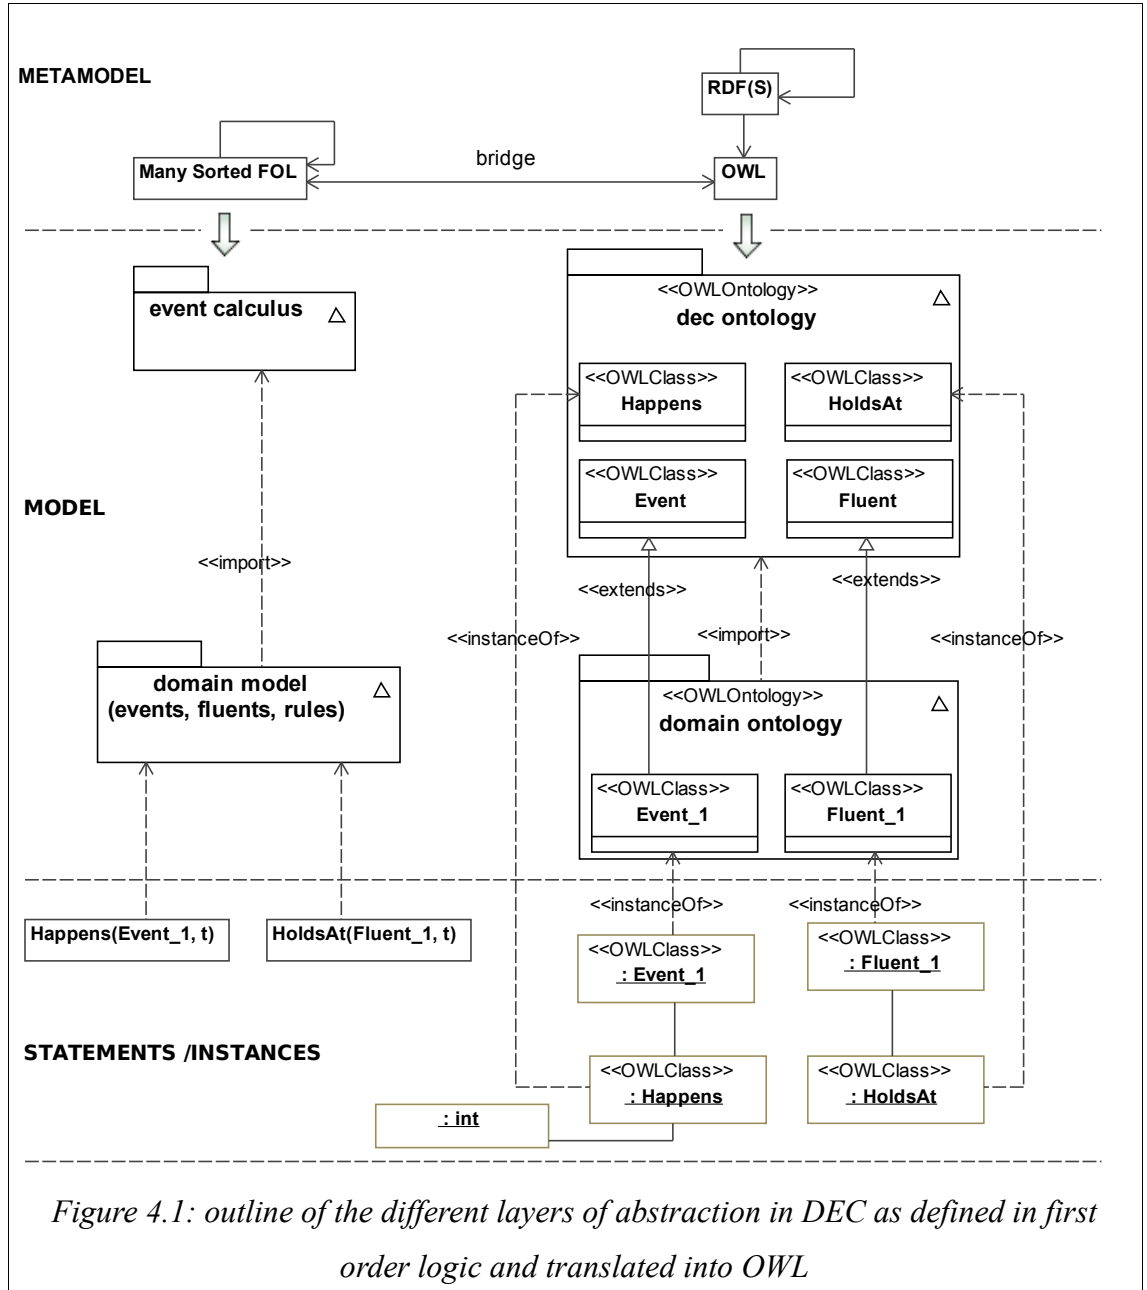 METAMODEL
RDF(S)
bridge
Many Sorted FOL
OWL
<<OWLOntology>>
dec ontology
event calculus
<<OWLClass>>
Happens
<<OWLClass>>
HoldsAt
<<OWLClass>>
Event
<<OWLClass>>
Fluent
MODEL
<<import>>
<<extends>>
<<extends>>
<<instanceOf>>
<<import>>
<<instanceOf>>
domain model
(events, fluents, rules)
<<OWLOntology>>
domain ontology
<<OWLClass>>
Event_1
<<OWLClass>>
Fluent_1
<<instanceOf>>
<<instanceOf>>
Happens(Event_1, t)
HoldsAt(Fluent_1, t)
<<OWLClass>>
: Event_1
<<OWLClass>>
: Fluent_1
STATEMENTS /INSTANCES
<<OWLClass>>
: Happens
<<OWLClass>>
: HoldsAt
: int
Figure 4.1: outline of the different layers of abstraction in DEC as defined in first
order logic and translated into OWL